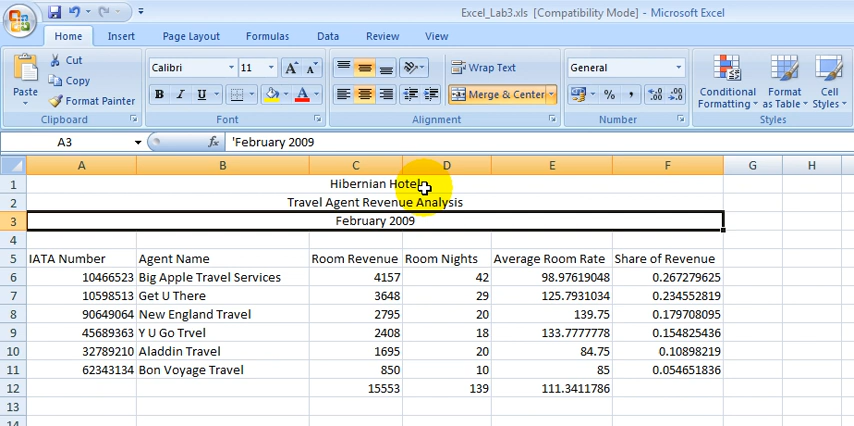 Excel_Lab3.xls [Compatibility Mode] - Microsoft Excel
Home Insert Page Layout Formulas Data Review View
Paste
Cut
Copy
Format Painter
Clipboard
Calibri 11 A A
B I U A
Font
Wrap Text
Merge & Center
Alignment
General
$ % , .00 .0
Number
Conditional Formatting
Format as Table
Cell Styles
Styles
A3 fx 'February 2009
A B C D E F G H
1 Hibernian Hotel
2 Travel Agent Revenue Analysis
3 February 2009
4
5 IATA Number Agent Name Room Revenue Room Nights Average Room Rate Share of Revenue
6 10466523 Big Apple Travel Services 4157 42 98.97619048 0.267279625
7 10598513 Get U There 3648 29 125.7931034 0.234552819
8 90649064 New England Travel 2795 20 139.75 0.179708095
9 45689363 Y U Go Trvel 2408 18 133.7777778 0.154825436
10 32789210 Aladdin Travel 1695 20 84.75 0.10898219
11 62343134 Bon Voyage Travel 850 10 85 0.054651836
12 15553 139 111.3411786
13
14